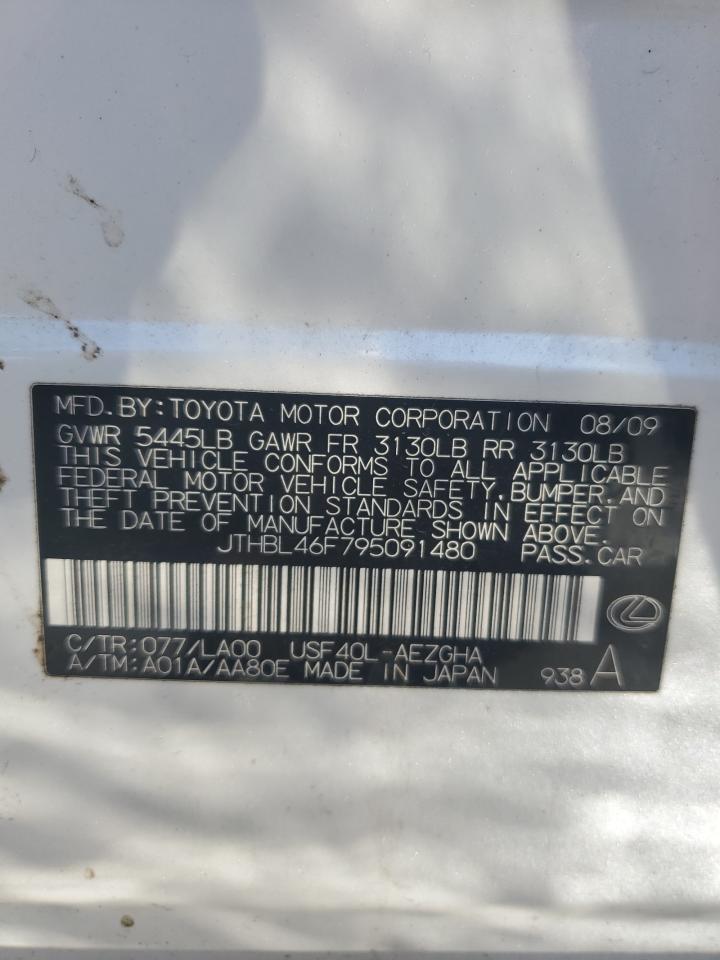 MFD. BY: TOYOTA MOTOR CORPORATION 08/09
GVWR 5445LB GAWR FR 3130LB RR 3130LB
THIS VEHICLE CONFORMS TO ALL APPLICABLE
FEDERAL MOTOR VEHICLE SAFETY, BUMPER, AND
THEFT PREVENTION STANDARDS IN EFFECT ON
THE DATE OF MANUFACTURE SHOWN ABOVE.
JTHBL46F795091480 PASS. CAR
C/TR: 077/LA00 USF40L-AEZGHA
A/TM: A01A/AA80E MADE IN JAPAN 938 A